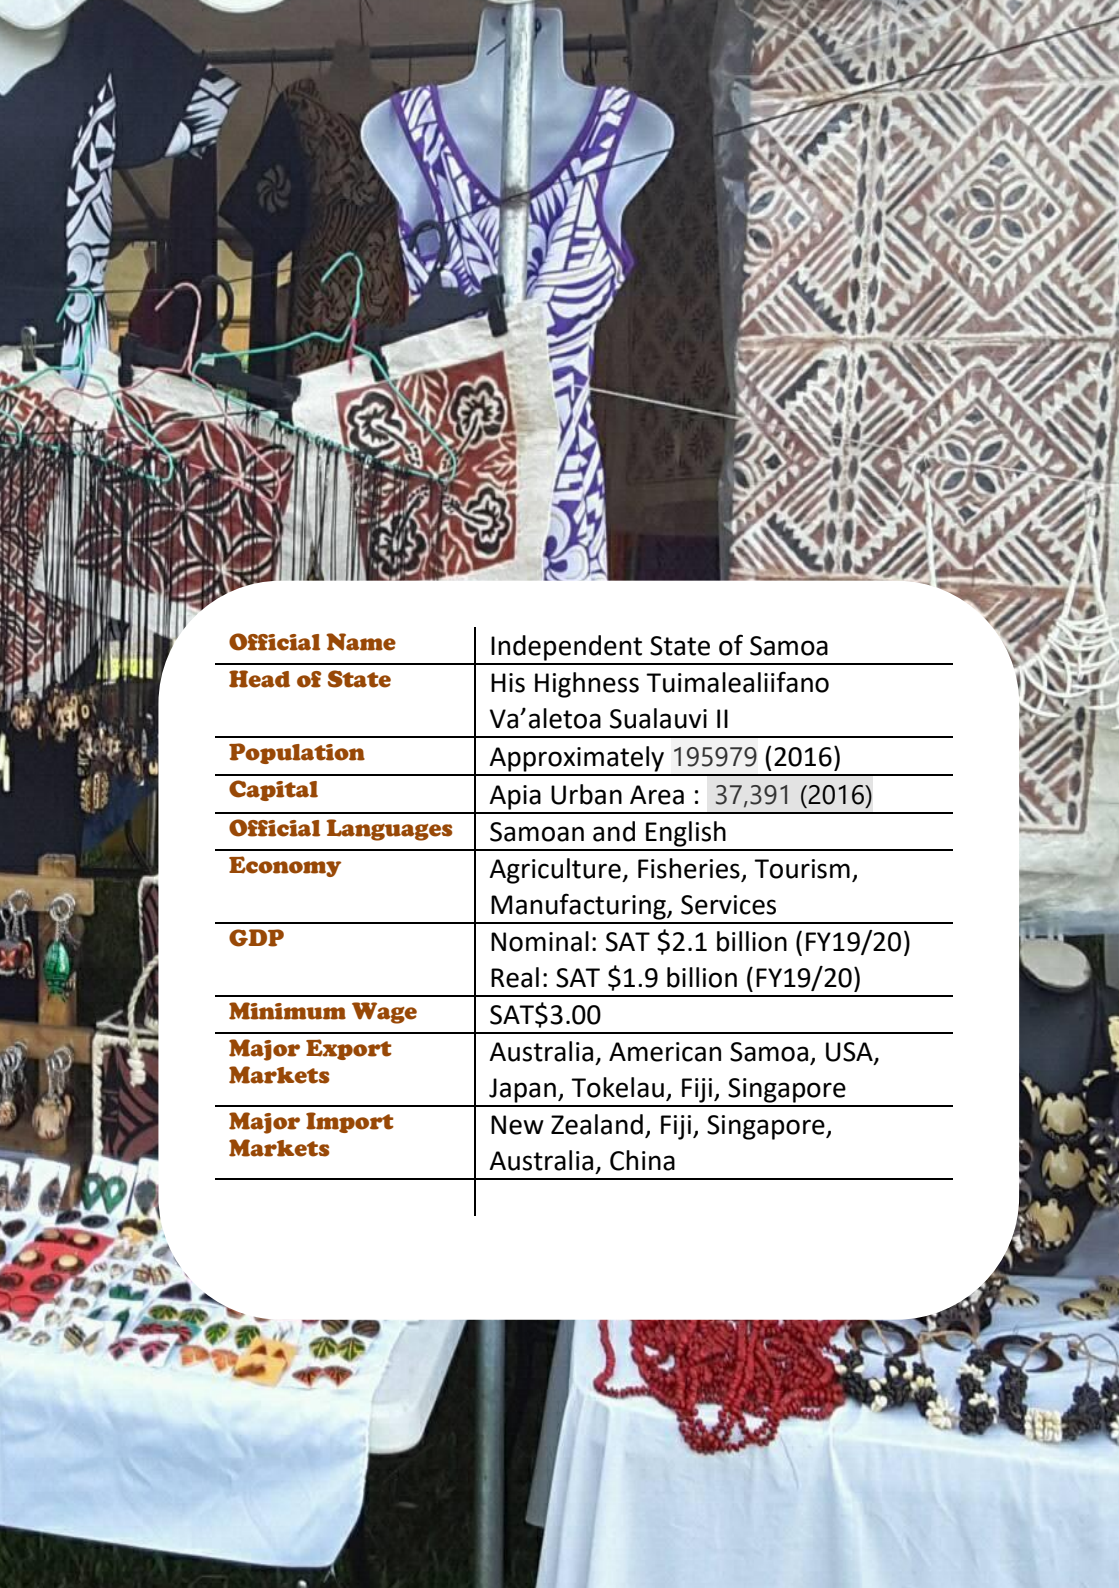 Official Name
Independent State of Samoa
Head of State
His Highness Tuimalealiifano
Va’aletoa Sualauvi II
Population
Approximately 195979 (2016)
Capital
Apia Urban Area : 37,391 (2016)
Official Languages
Samoan and English
Economy
Agriculture, Fisheries, Tourism,
Manufacturing, Services
GDP
Nominal: SAT $2.1 billion (FY19/20)
Real: SAT $1.9 billion (FY19/20)
Minimum Wage
SAT$3.00
Major Export
Markets
Australia, American Samoa, USA,
Japan, Tokelau, Fiji, Singapore
Major Import
Markets
New Zealand, Fiji, Singapore,
Australia, China